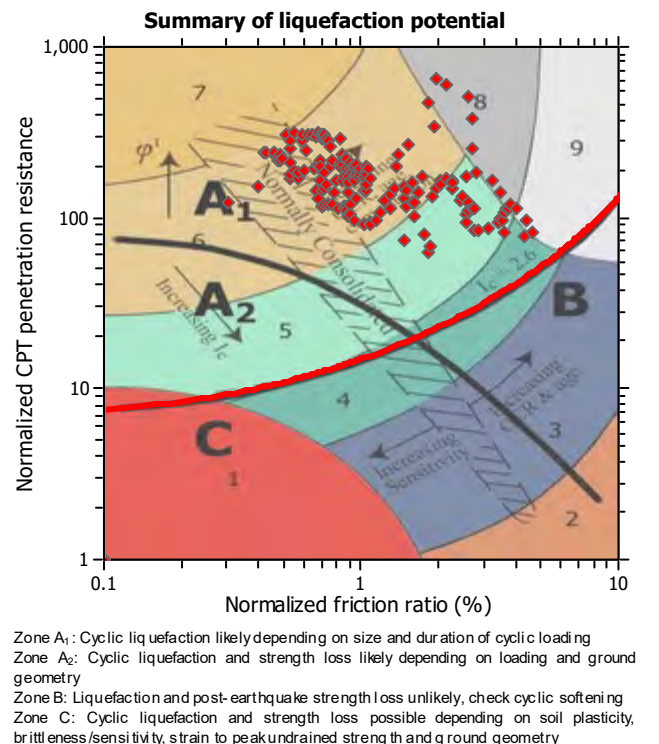 Summary of liquefaction potential
1,000
7
8
9
φ'
A1
Normally Consolidated
100
6
A2
Ic = 2.6
B
Increasing Ic
5
10
4
Increasing
OCR & age
3
C
Increasing
Sensitivity
1
2
1
0.1
1
10
Normalized CPT penetration resistance
Normalized friction ratio (%)
Zone A1: Cyclic liquefaction likely depending on size and duration of cyclic loading
Zone A2: Cyclic liquefaction and strength loss likely depending on loading and ground
geometry
Zone B: Liquefaction and post-earthquake strength loss unlikely, check cyclic softening
Zone C: Cyclic liquefaction and strength loss possible depending on soil plasticity,
brittleness/sensitivity, strain to peak undrained strength and ground geometry